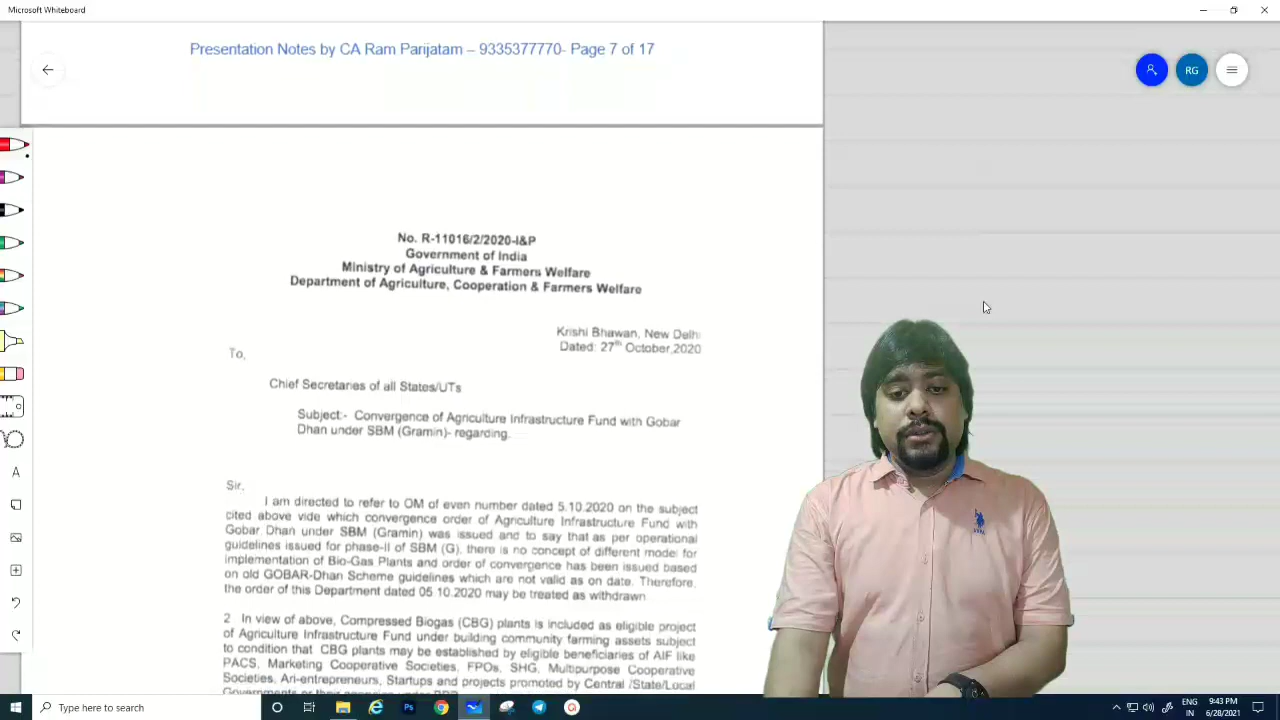 Microsoft Whiteboard
Presentation Notes by CA Ram Parijatam – 9335377770- Page 7 of 17
RG
No. R-11016/2/2020-I&P
Government of India
Ministry of Agriculture & Farmers Welfare
Department of Agriculture, Cooperation & Farmers Welfare
Krishi Bhawan, New Delhi
Dated: 27th October,2020
To,
Chief Secretaries of all States/UTs
Subject:- Convergence of Agriculture Infrastructure Fund with Gobar
Dhan under SBM (Gramin)- regarding.
Sir,
I am directed to refer to OM of even number dated 5.10.2020 on the subject
cited above vide which convergence order of Agriculture Infrastructure Fund with
Gobar Dhan under SBM (Gramin) was issued and to say that as per operational
guidelines issued for phase-II of SBM (G), there is no concept of different model for
implementation of Bio-Gas Plants and order of convergence has been issued based
on old GOBAR-Dhan Scheme guidelines which are not valid as on date. Therefore,
the order of this Department dated 05.10.2020 may be treated as withdrawn
2 In view of above, Compressed Biogas (CBG) plants is included as eligible project
of Agriculture Infrastructure Fund under building community farming assets subject
to condition that CBG plants may be established by eligible beneficiaries of AIF like
PACS, Marketing Cooperative Societies, FPOs, SHG, Multipurpose Cooperative
Societies, Ari-entrepreneurs, Startups and projects promoted by Central /State/Local
Type here to search
ENG
IN
9:43 PM
6/28/2021